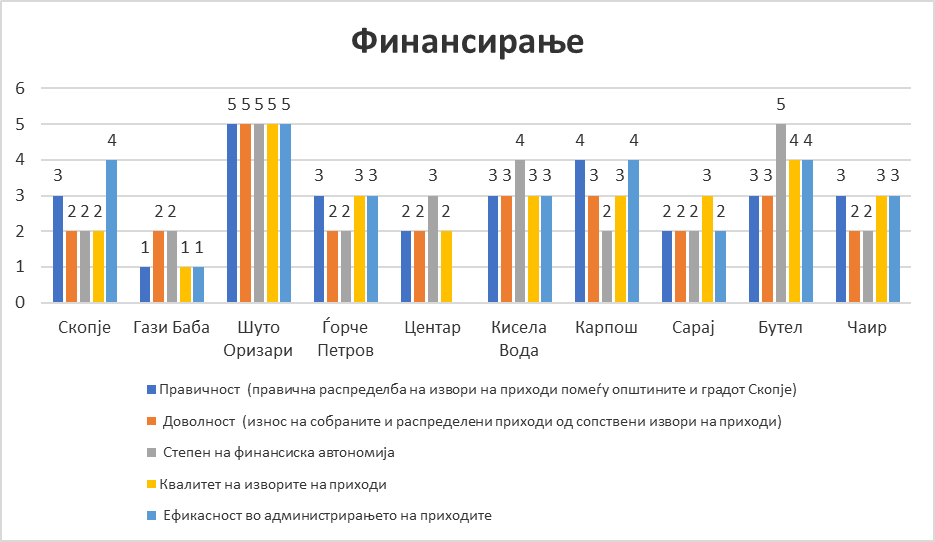 Финансирање
6
5
4
3
2
1
0
3 2 2 2 4
1 2 2 1 1
5 5 5 5 5
3 2 2 3 3
2 2 3 2
3 3 4 3 3
4 3 2 3 4
2 2 2 3 2
3 3 5 4 4
3 2 2 3 3
Скопје
Гази Баба
Шуто
Оризари
Ѓорче
Петров
Центар
Кисела
Вода
Карпош
Сарај
Бутел
Чаир
Правичност (правична распределба на извори на приходи помеѓу општините и градот Скопје)
Доволност (износ на собраните и распределени приходи од сопствени извори на приходи)
Степен на финансиска автономија
Квалитет на изворите на приходи
Ефикасност во администрирањето на приходите